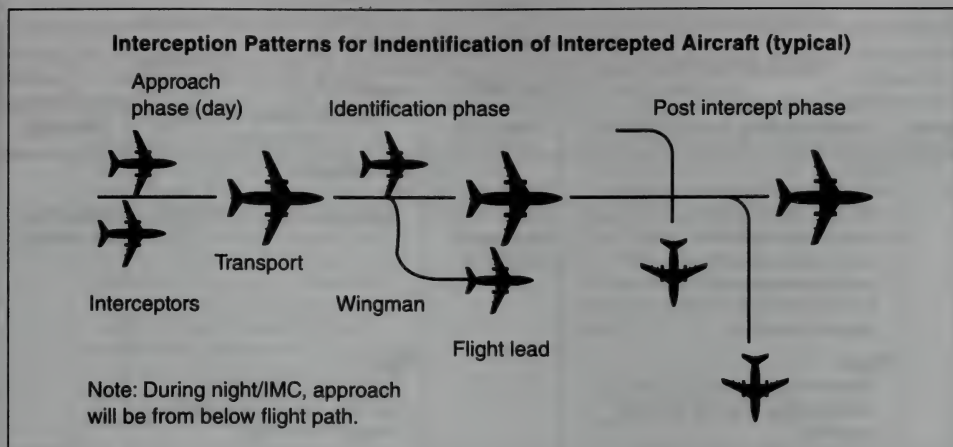 Interception Patterns for Indentification of Intercepted Aircraft (typical)
Approach
phase (day)
Identification phase
Post intercept phase
Transport
Interceptors
Wingman
Flight lead
Note: During night/IMC, approach
will be from below flight path.